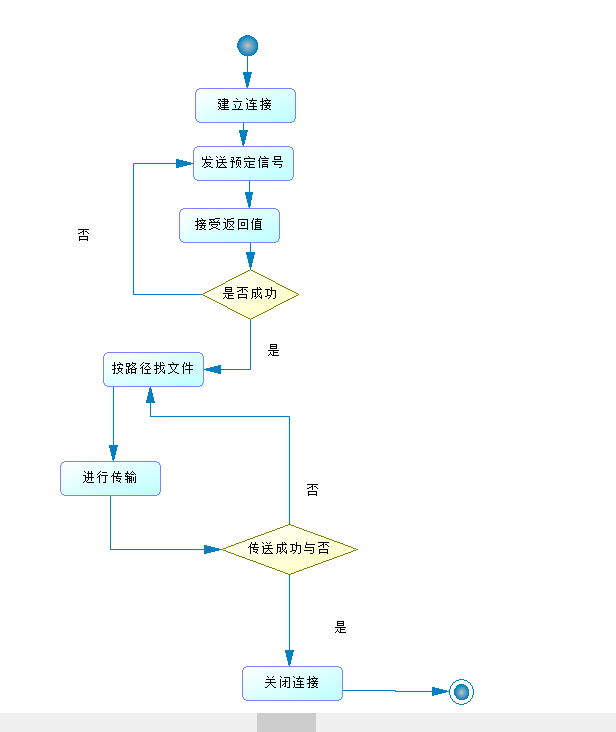 建立连接
发送预定信号
接受返回值
否
是否成功
是
按路径找文件
进行传输
否
传送成功与否
是
关闭连接